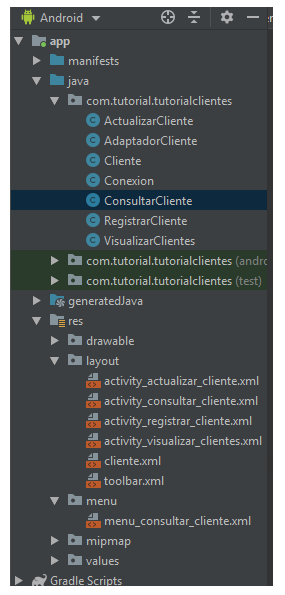 Android
app
manifests
java
com.tutorial.tutorialclientes
C ActualizarCliente
C AdaptadorCliente
C Cliente
C Conexion
C ConsultarCliente
C RegistrarCliente
C VisualizarClientes
com.tutorial.tutorialclientes (andro
com.tutorial.tutorialclientes (test)
generatedJava
res
drawable
layout
activity_actualizar_cliente.xml
activity_consultar_cliente.xml
activity_registrar_cliente.xml
activity_visualizar_clientes.xml
cliente.xml
toolbar.xml
menu
menu_consultar_cliente.xml
mipmap
values
Gradle Scripts